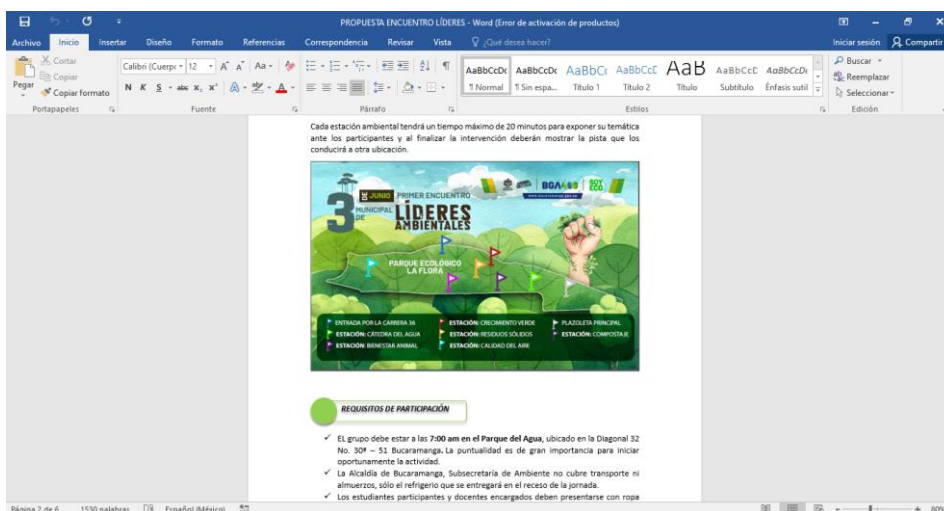 PROPUESTA ENCUENTRO LÍDERES - Word (Error de activación de productos)
Archivo Inicio Insertar Diseño Formato Referencias Correspondencia Revisar Vista ¿Qué desea hacer? Iniciar sesión Compartir
Pegar
Cortar
Copiar
Copiar formato
Portapapeles
Calibri (Cuerpo 12
N K S abc x₂ x²
Fuente
Párrafo
AaBbCcDc AaBbCcDc AaBbCc AaBbCcE AaB AaBbCcE AaBbCcDc
¶ Normal ¶ Sin espa... Título 1 Título 2 Título Subtítulo Énfasis sutil
Estilos
Buscar
Reemplazar
Seleccionar
Edición
Cada estación ambiental tendrá un tiempo máximo de 20 minutos para exponer su temática
ante los participantes y al finalizar la intervención deberán mostrar la pista que los
conducirá a otra ubicación.
3 DE JUNIO PRIMER ENCUENTRO
MUNICIPAL DE LÍDERES
AMBIENTALES
BGA400
SOY ECO
PARQUE ECOLÓGICO
LA FLORA
ENTRADA POR LA CARRERA 36
ESTACIÓN: CÁTEDRA DEL AGUA
ESTACIÓN: BIENESTAR ANIMAL
ESTACIÓN: CRECIMIENTO VERDE
ESTACIÓN: RESIDUOS SÓLIDOS
ESTACIÓN: CALIDAD DEL AIRE
PLAZOLETA PRINCIPAL
ESTACIÓN: COMPOSTAJE
REQUISITOS DE PARTICIPACIÓN
✓ EL grupo debe estar a las 7:00 am en el Parque del Agua, ubicado en la Diagonal 32
No. 30ª – 51 Bucaramanga. La puntualidad es de gran importancia para iniciar
oportunamente la actividad.
✓ La Alcaldía de Bucaramanga, Subsecretaría de Ambiente no cubre transporte ni
almuerzos, sólo el refrigerio que se entregará en el receso de la jornada.
✓ Los estudiantes participantes y docentes encargados deben presentarse con ropa
Página 2 de 6 1530 palabras Español (México) 80%